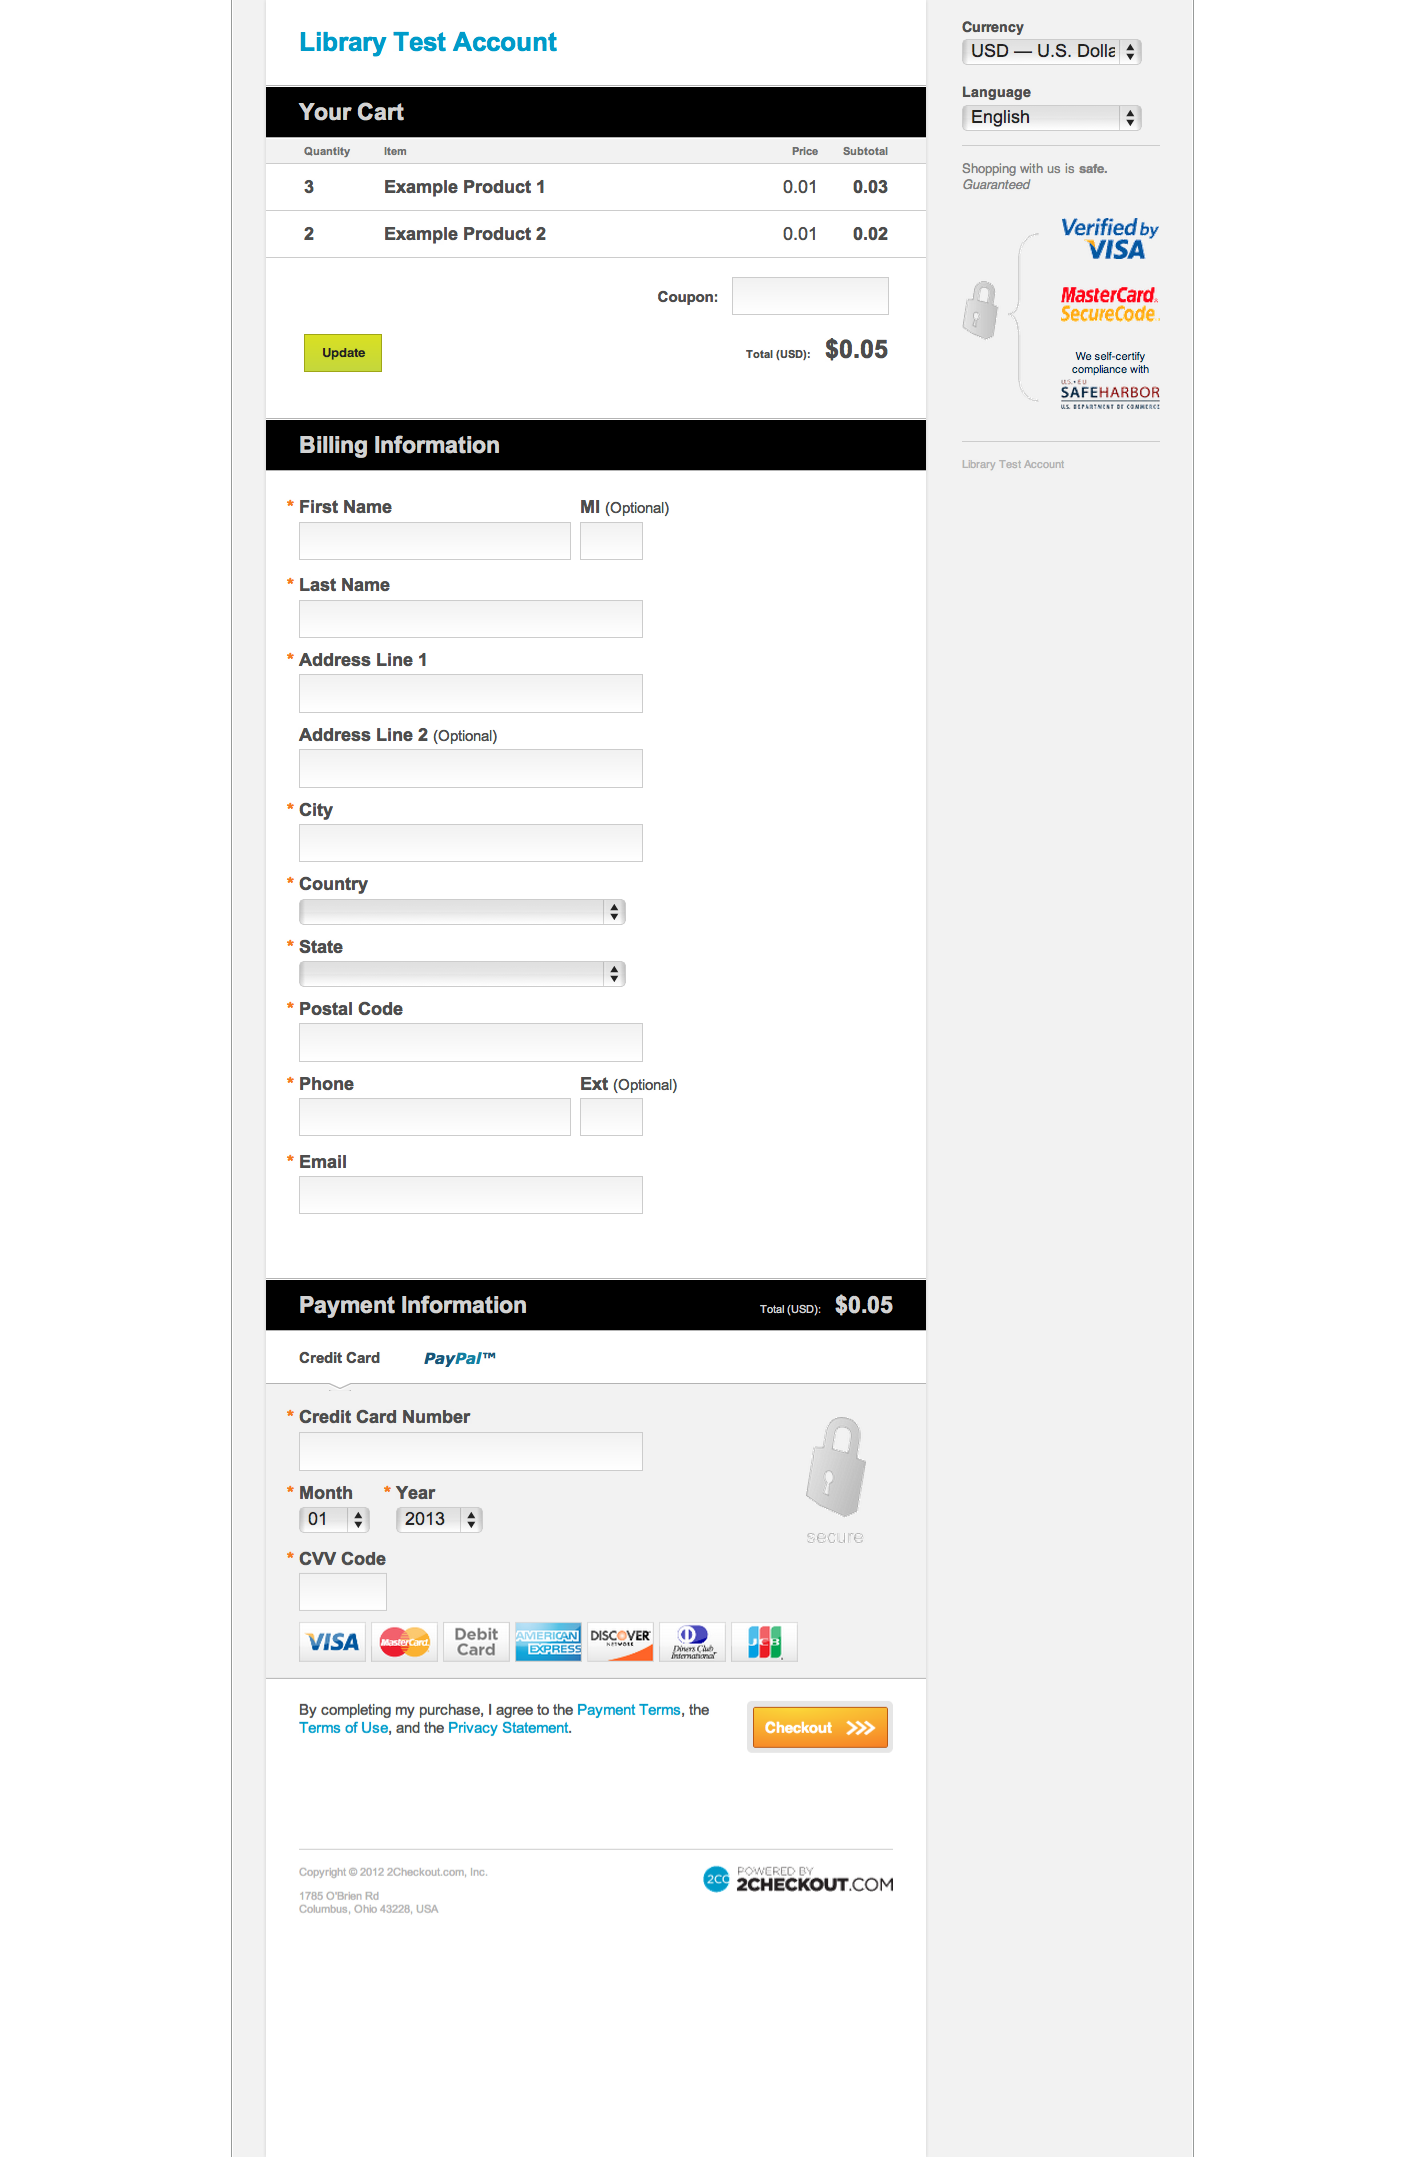 Library Test Account
Your Cart
Quantity Item Price Subtotal
3 Example Product 1 0.01 0.03
2 Example Product 2 0.01 0.02
Coupon:
Update Total (USD): $0.05
Billing Information
* First Name MI (Optional)
* Last Name
* Address Line 1
Address Line 2 (Optional)
* City
* Country
* State
* Postal Code
* Phone Ext (Optional)
* Email
Payment Information Total (USD): $0.05
Credit Card PayPal™
* Credit Card Number
* Month * Year
01 2013
secure
* CVV Code
VISA MasterCard Debit Card AMERICAN EXPRESS DISCOVER NETWORK Diners Club International JCB
By completing my purchase, I agree to the Payment Terms, the
Terms of Use, and the Privacy Statement.
Checkout
Copyright © 2012 2Checkout.com, Inc.
1785 O'Brien Rd
Columbus, Ohio 43228, USA
2CO POWERED BY
2CHECKOUT.COM
Currency
USD — U.S. Dolla
Language
English
Shopping with us is safe.
Guaranteed
Verified by
VISA
MasterCard.
SecureCode.
We self-certify
compliance with
U.S.•EU
SAFEHARBOR
U.S. DEPARTMENT OF COMMERCE
Library Test Account